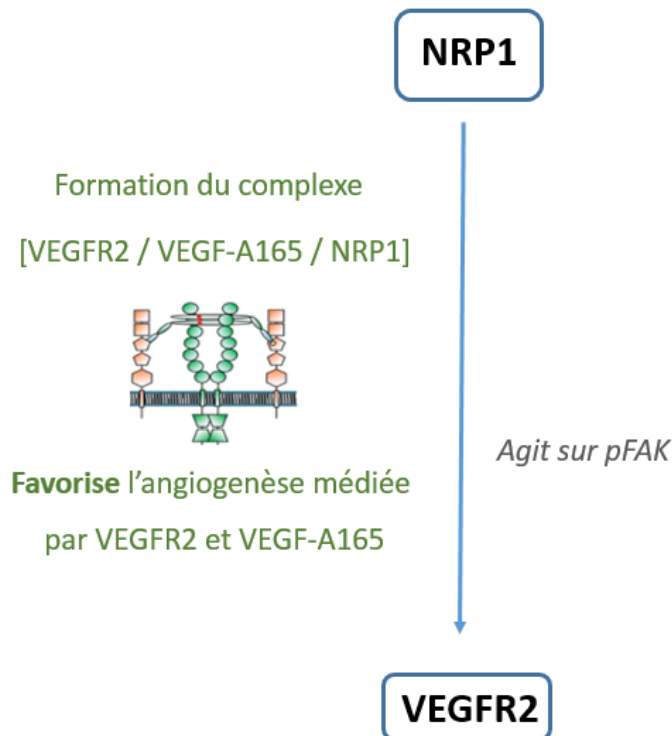 NRP1
Formation du complexe
[VEGFR2 / VEGF-A165 / NRP1]
Agit sur pFAK
Favorise l'angiogenèse médiée
par VEGFR2 et VEGF-A165
VEGFR2